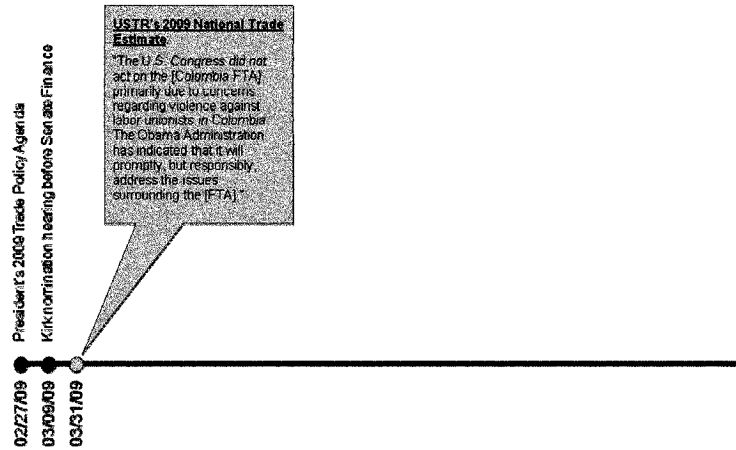 USTR's 2009 National Trade
Estimate
"The U.S. Congress did not
act on the [Colombia FTA]
primarily due to concerns
regarding violence against
labor unionists in Colombia
The Obama Administration
has indicated that it will
promptly, but responsibly,
address the issues
surrounding the [FTA]."
President's 2009 Trade Policy Agenda
Kirk nomination hearing before Senate Finance
02/27/09
03/09/09
03/31/09